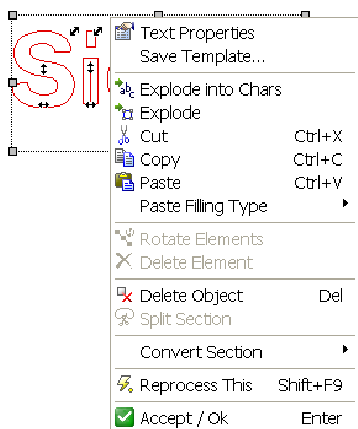 Si
Text Properties
Save Template...
Explode into Chars
Explode
Cut Ctrl+X
Copy Ctrl+C
Paste Ctrl+V
Paste Filling Type
Rotate Elements
Delete Element
Delete Object Del
Split Section
Convert Section
Reprocess This Shift+F9
Accept / Ok Enter